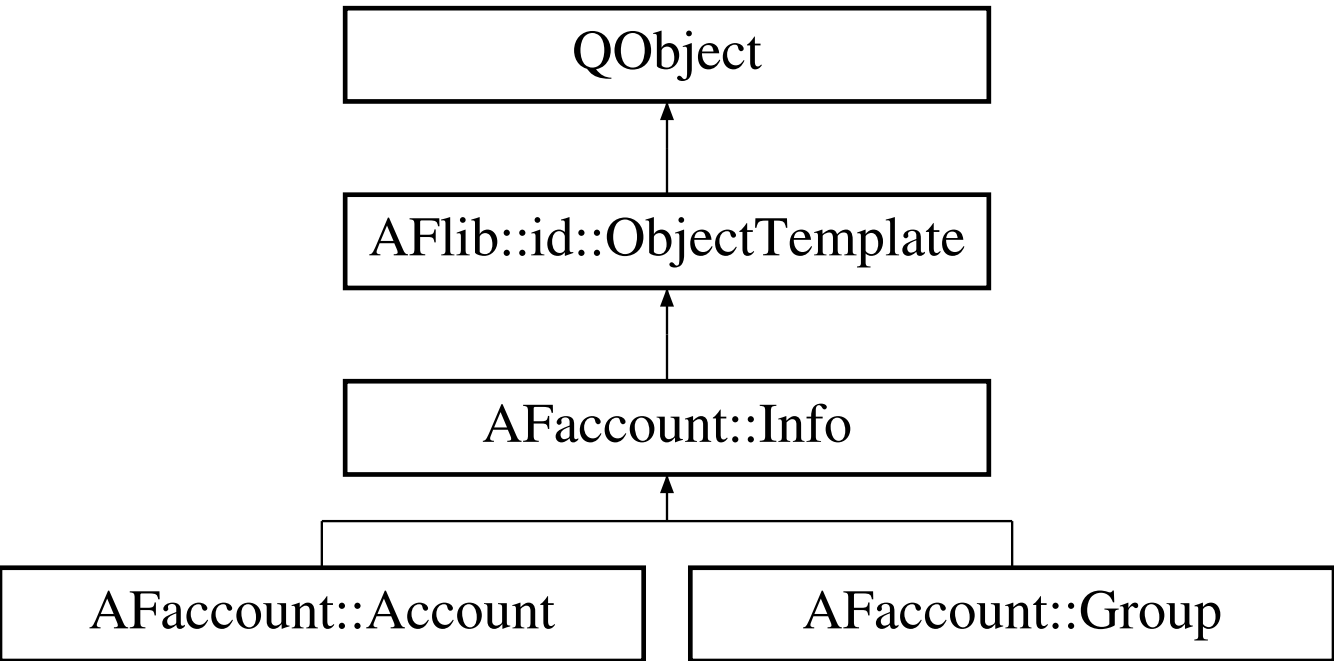 QObject
AFlib::id::ObjectTemplate
AFaccount::Info
AFaccount::Account
AFaccount::Group